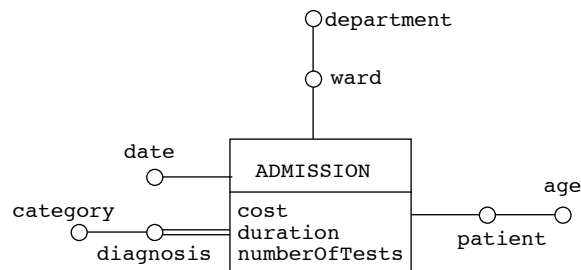 department
ward
date
ADMISSION
age
category
cost
diagnosis
duration
patient
numberOfTests